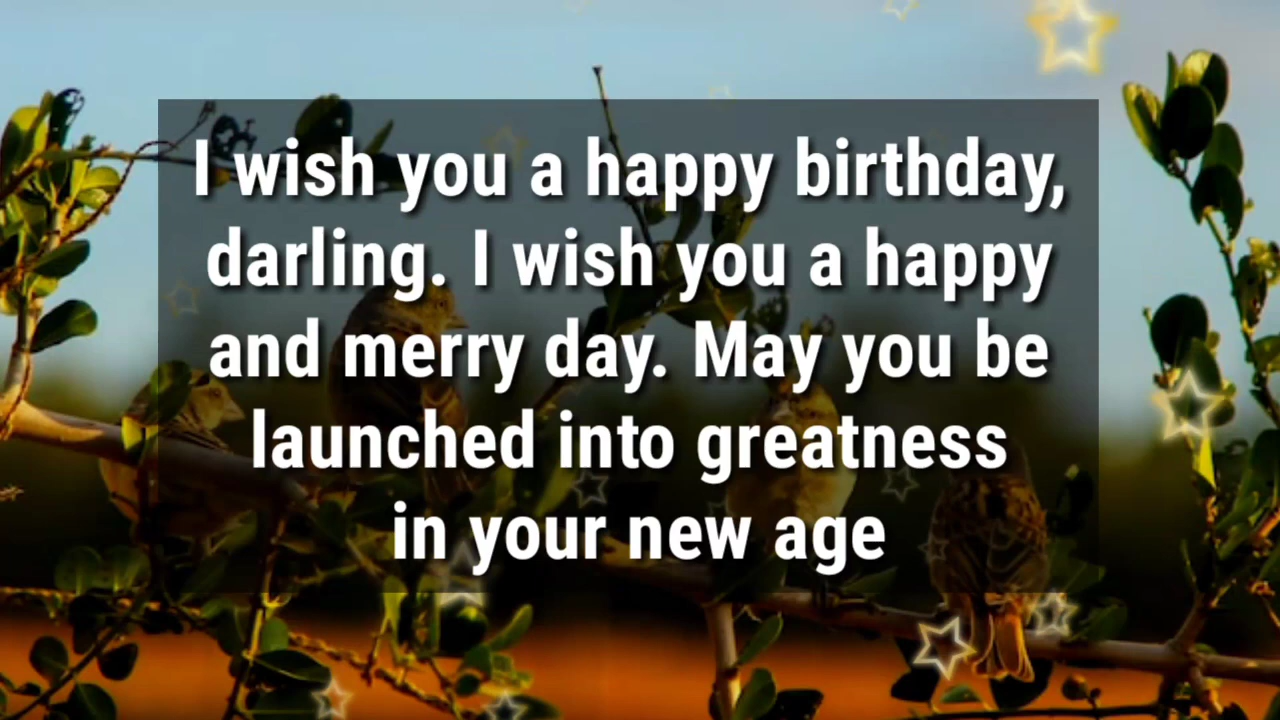 I wish you a happy birthday,
darling. I wish you a happy
and merry day. May you be
launched into greatness
in your new age